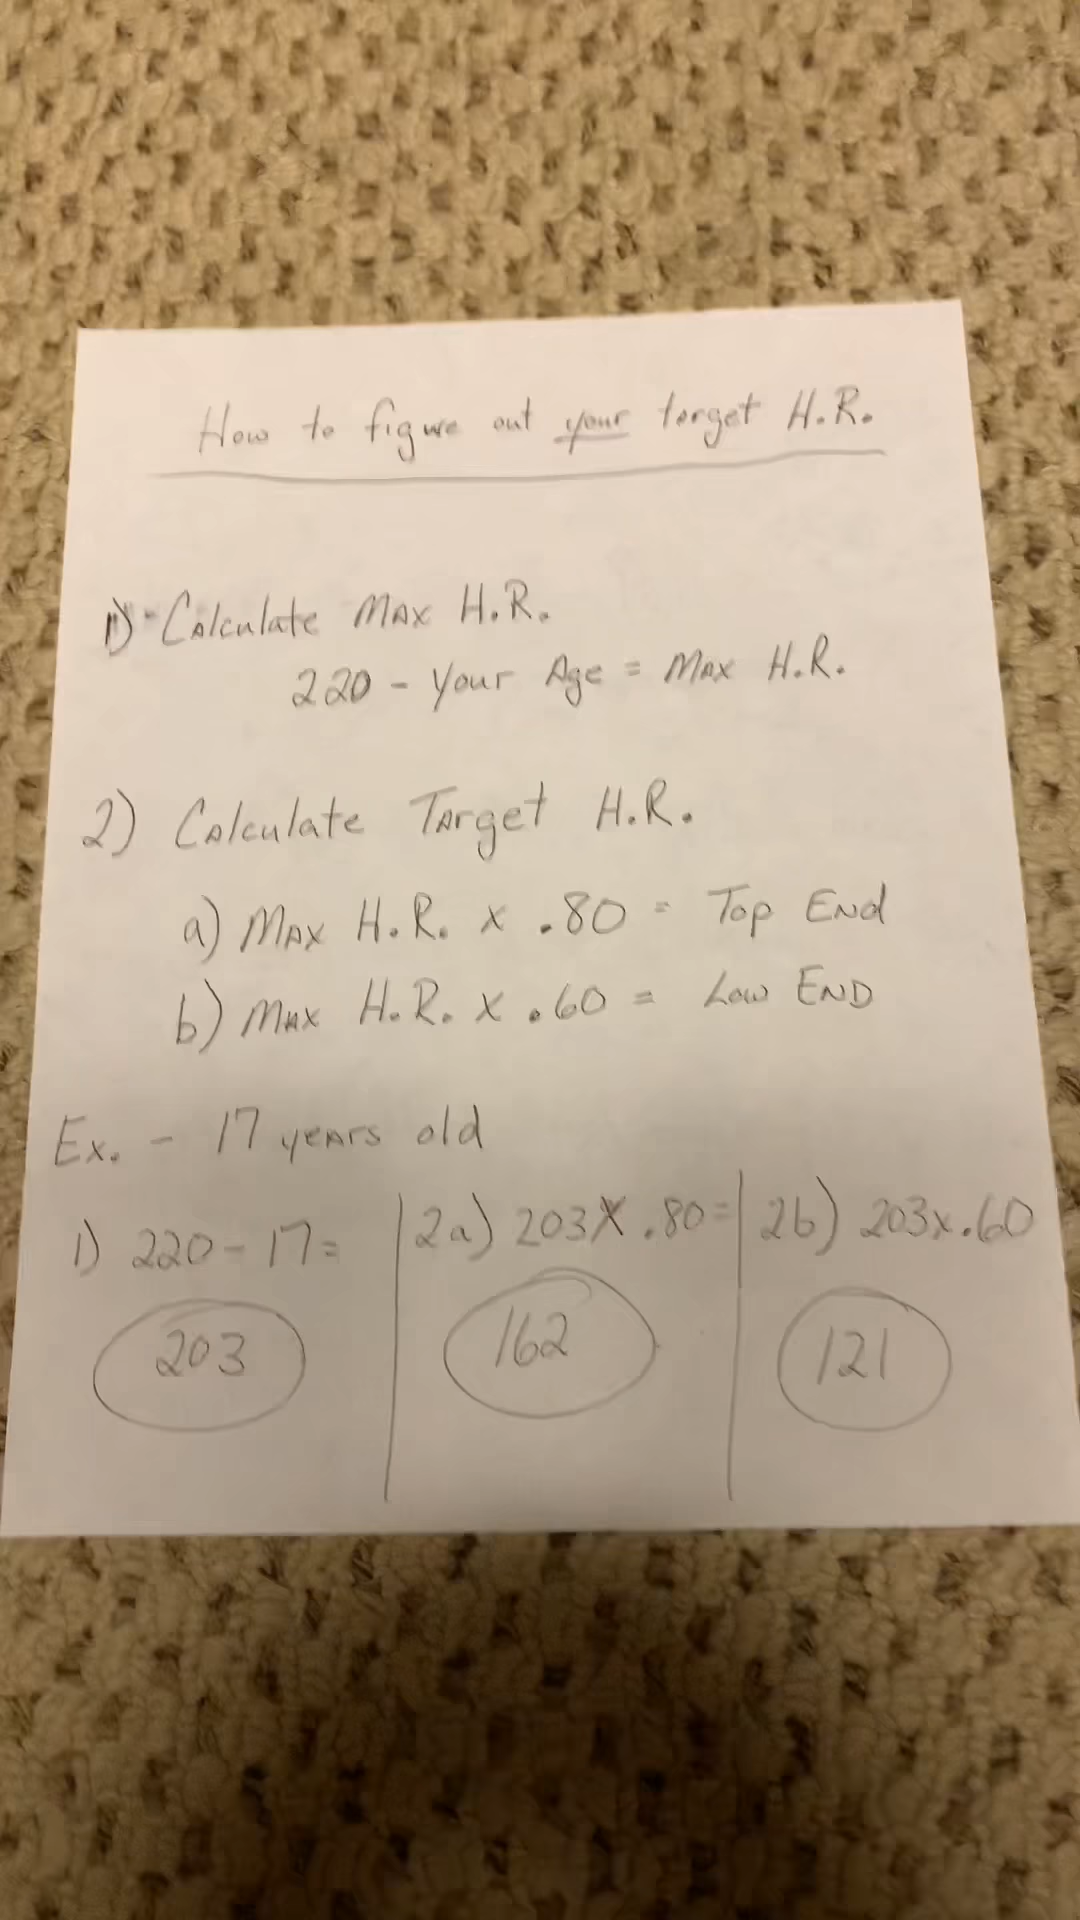 How to figure out your target H.R.
1) Calculate Max H.R.
220 - Your Age = Max H.R.
2) Calculate Target H.R.
a) Max H.R. x .80 = Top End
b) Max H.R. x .60 = Low END
Ex. - 17 years old
1) 220 - 17 =
203
2a) 203 X .80 =
162
2b) 203 x .60
121